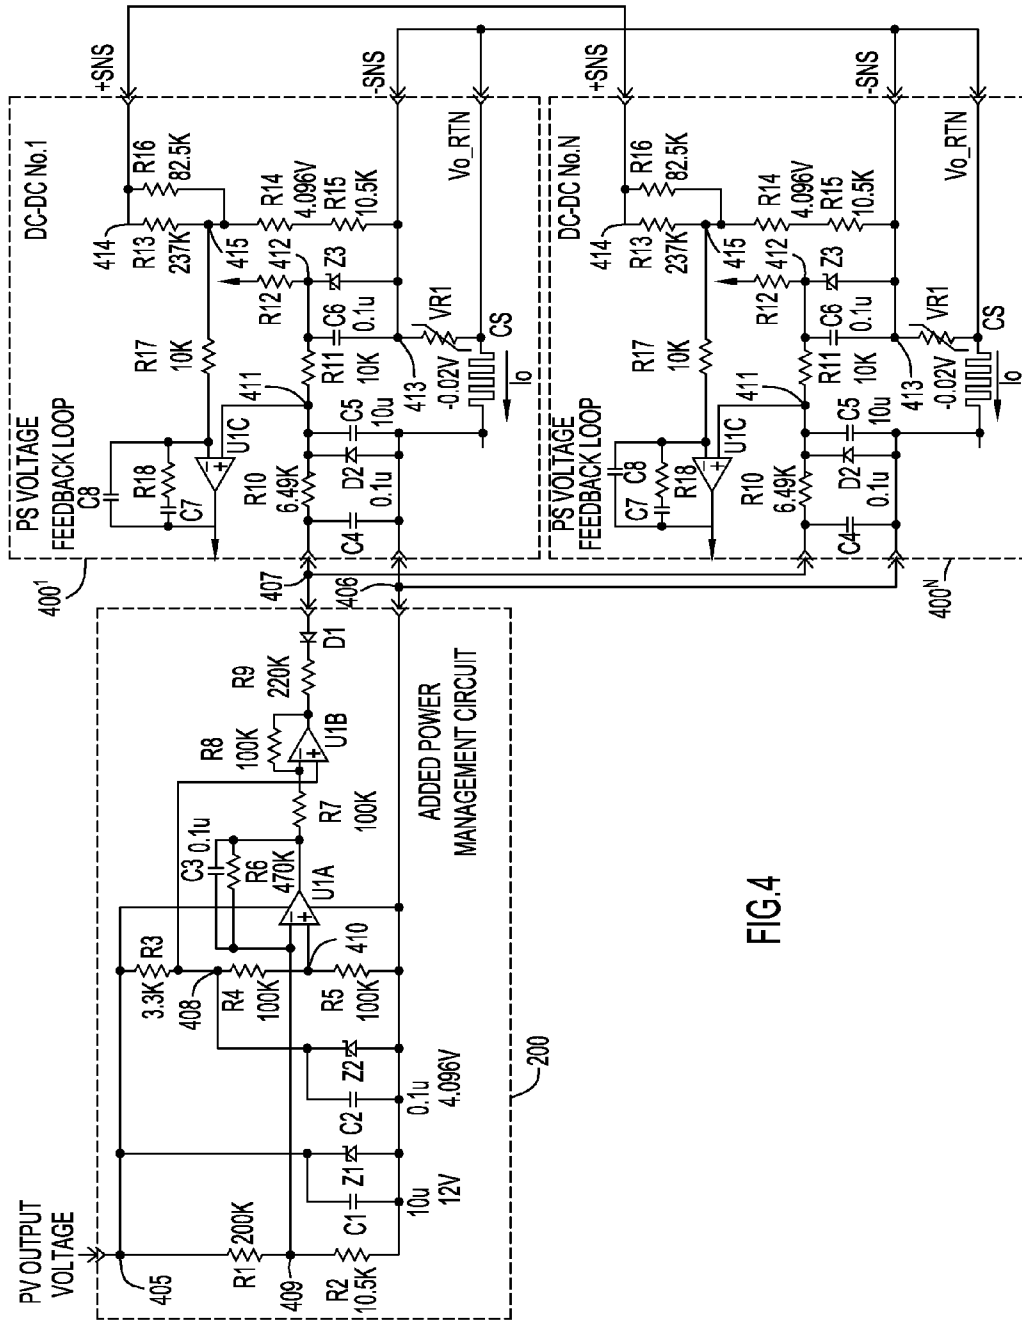 PV OUTPUT
VOLTAGE
405
R1
200K
409
R2
10.5K
C1
10u
Z1
12V
C2
0.1u
Z2
4.096V
R3
3.3K
408
R4
100K
410
R5
100K
C3
0.1u
R6
470K
U1A
R7
100K
R8
100K
U1B
R9
220K
D1
ADDED POWER
MANAGEMENT CIRCUIT
200
407
406
400¹
PS VOLTAGE
FEEDBACK LOOP
DC-DC No.1
C8
R18
C7
U1C
R17
10K
R10
6.49K
C4
0.1u
D2
411
C5
10u
R11
10K
413
-0.02V
C6
0.1u
R12
412
Z3
VR1
CS
Io
414
R13
237K
415
R16
82.5K
R14
4.096V
R15
10.5K
+SNS
-SNS
Vo_RTN
400ᴺ
PS VOLTAGE
FEEDBACK LOOP
DC-DC No.N
C8
C7
R18
U1C
R17
10K
R10
6.49K
C4
0.1u
D2
411
C5
10u
R11
10K
413
-0.02V
C6
0.1u
R12
412
Z3
VR1
CS
Io
414
R13
237K
415
R16
82.5K
R14
4.096V
R15
10.5K
+SNS
-SNS
Vo_RTN
FIG.4